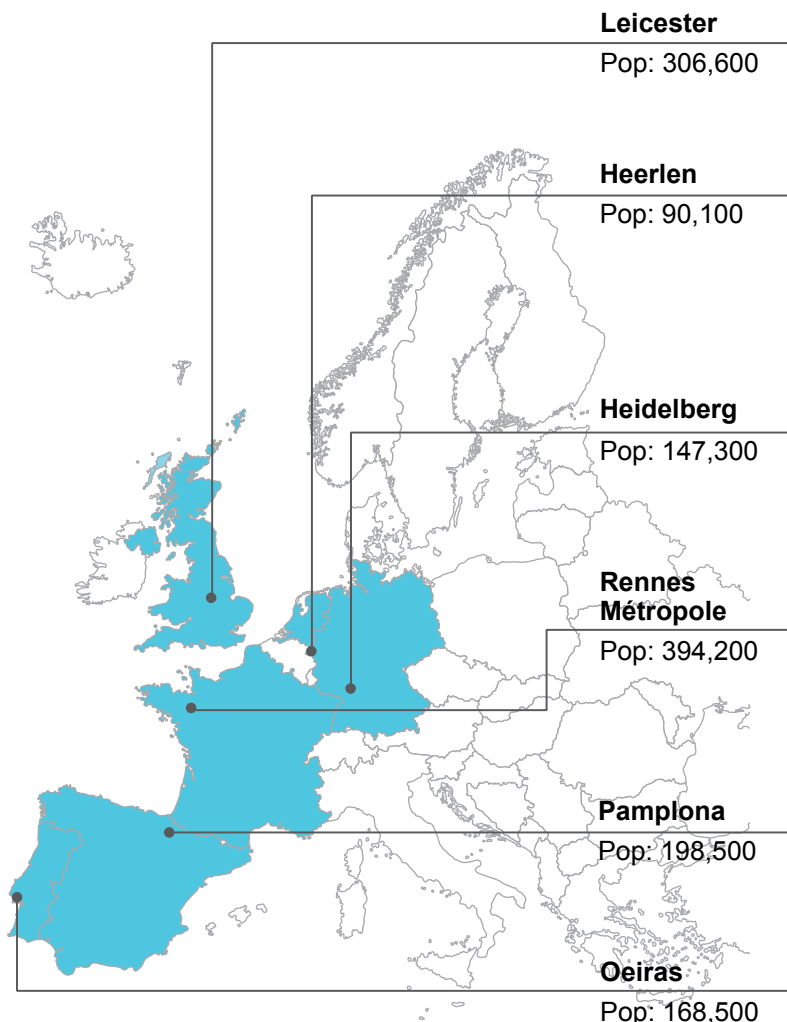 Leicester
Pop: 306,600
Heerlen
Pop: 90,100
Heidelberg
Pop: 147,300
Rennes
Métropole
Pop: 394,200
Pamplona
Pop: 198,500
Oeiras
Pop: 168,500